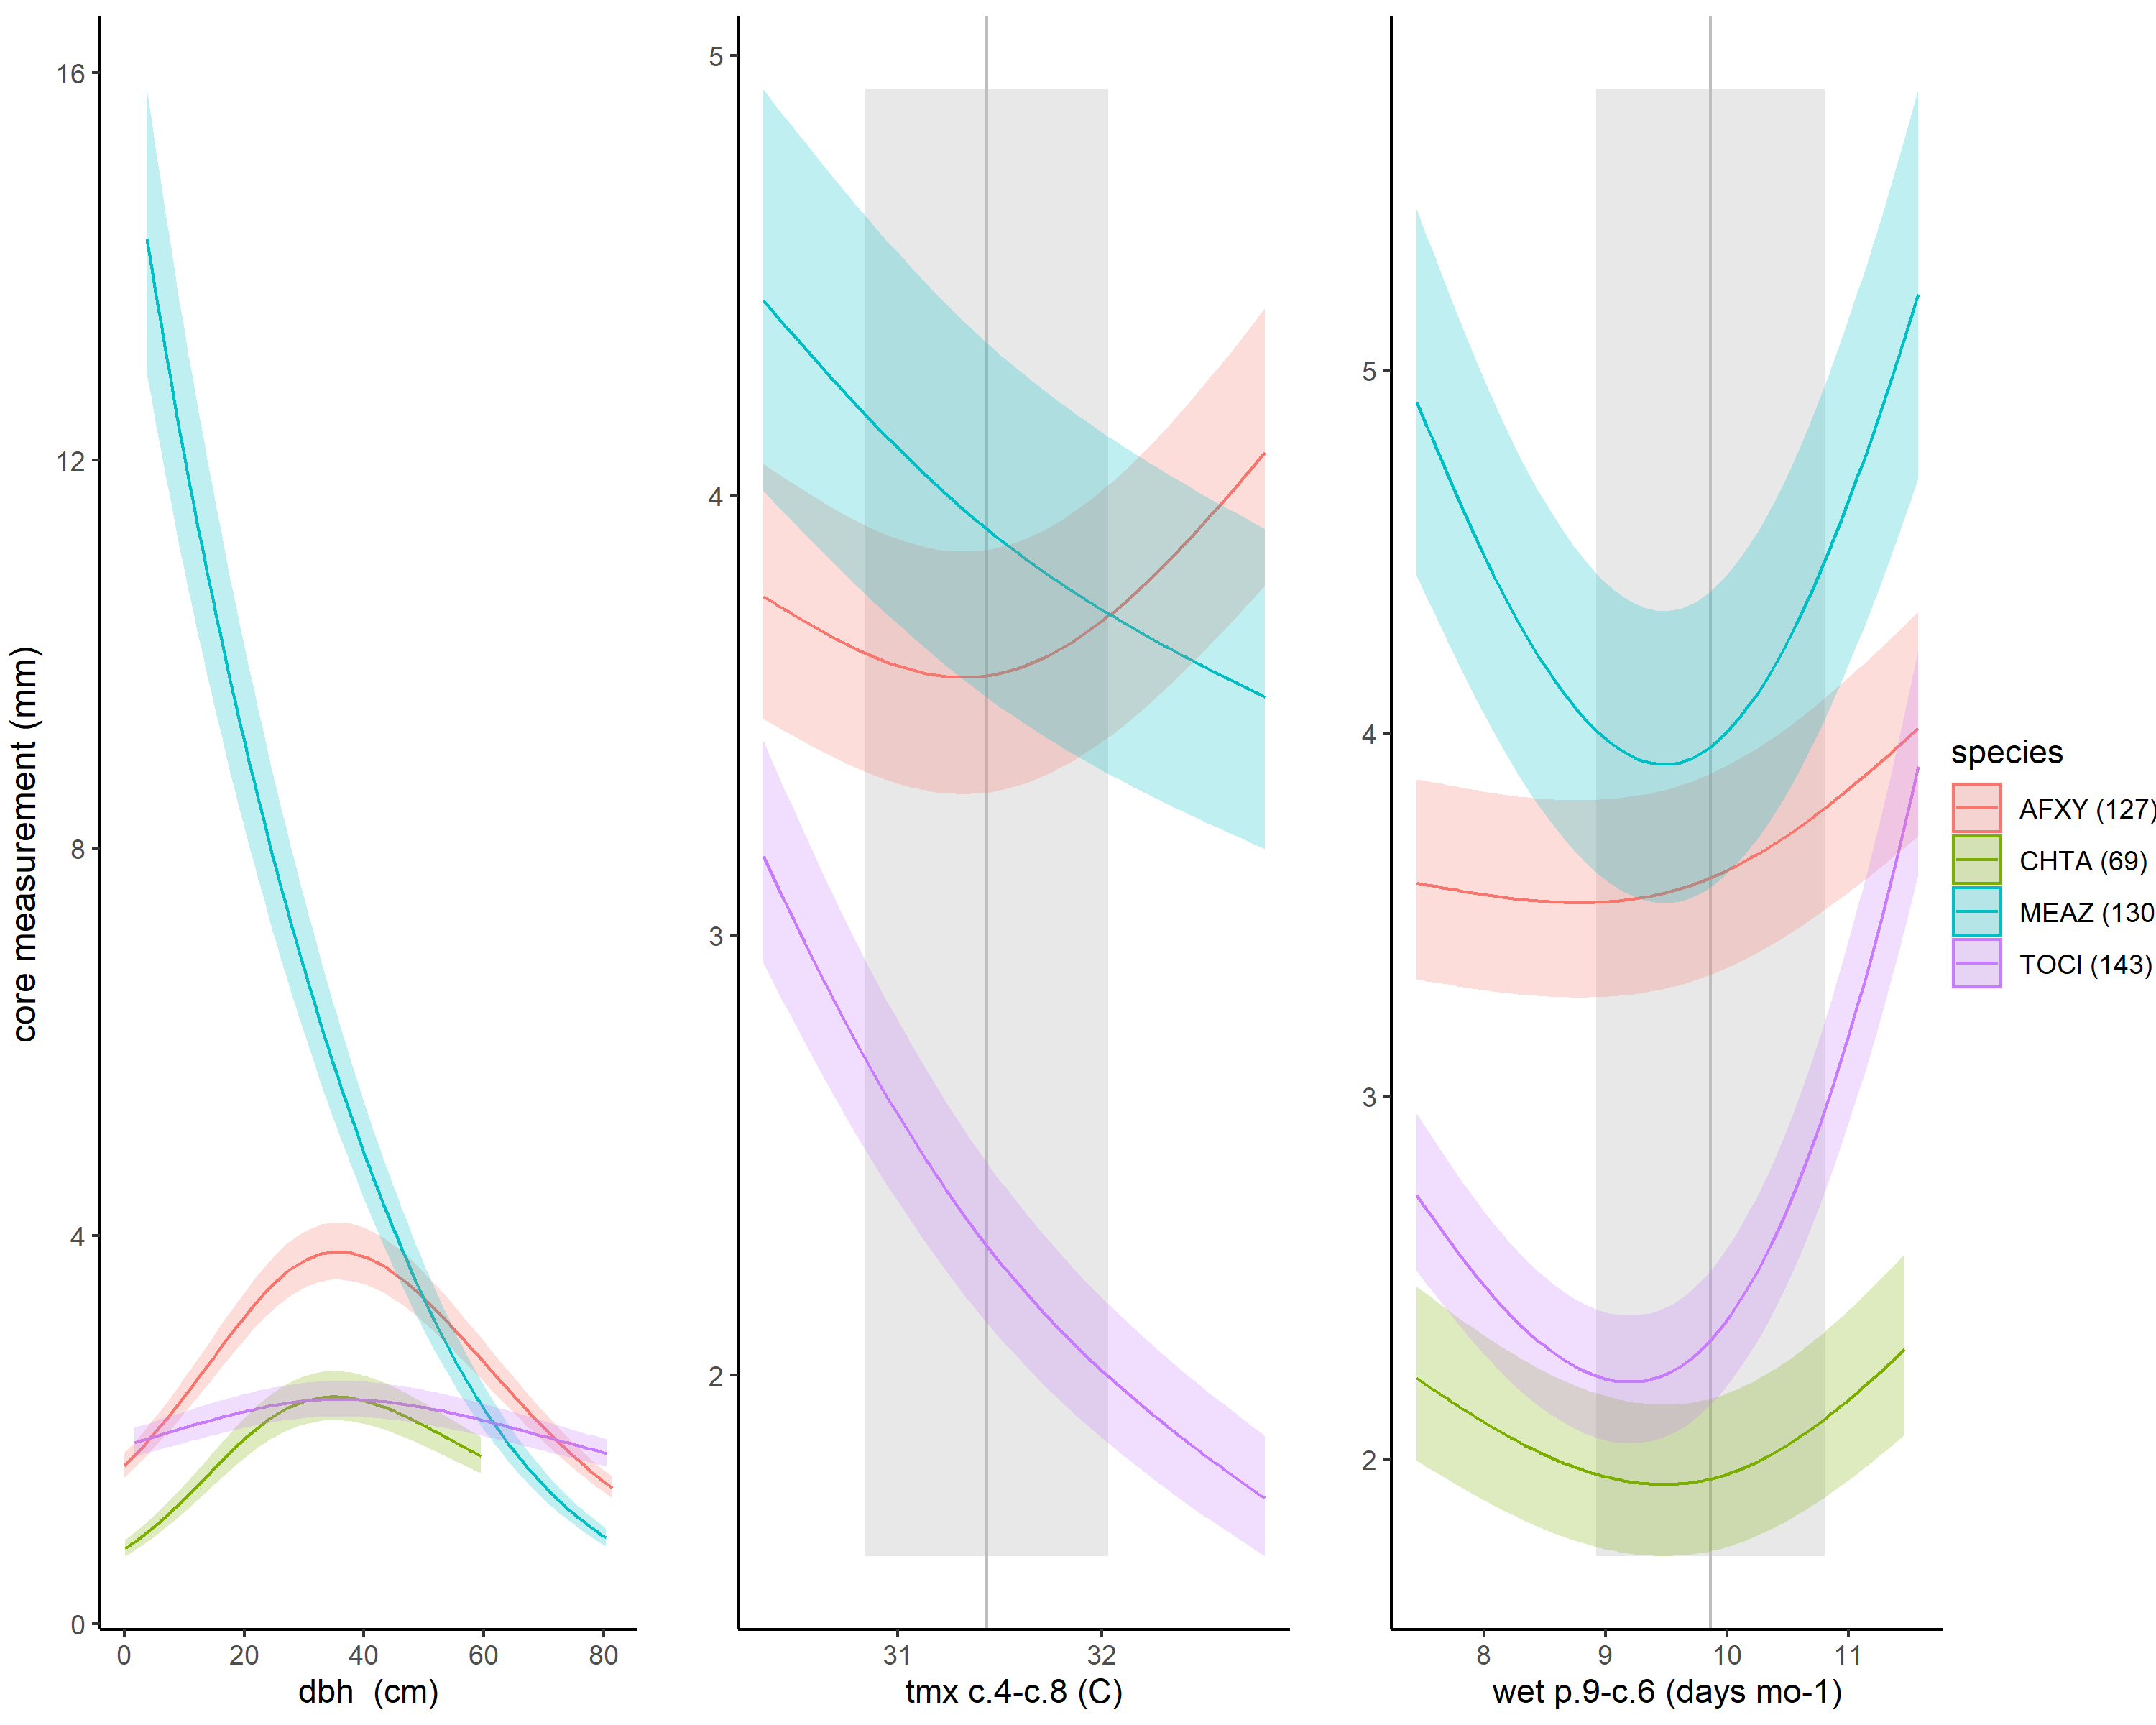 core measurement (mm)
16
12
8
4
0
0 20 40 60 80
dbh (cm)
5
4
3
2
31 32
tmx c.4-c.8 (C)
5
4
3
2
8 9 10 11
wet p.9-c.6 (days mo-1)
species
AFXY (127)
CHTA (69)
MEAZ (130
TOCI (143)